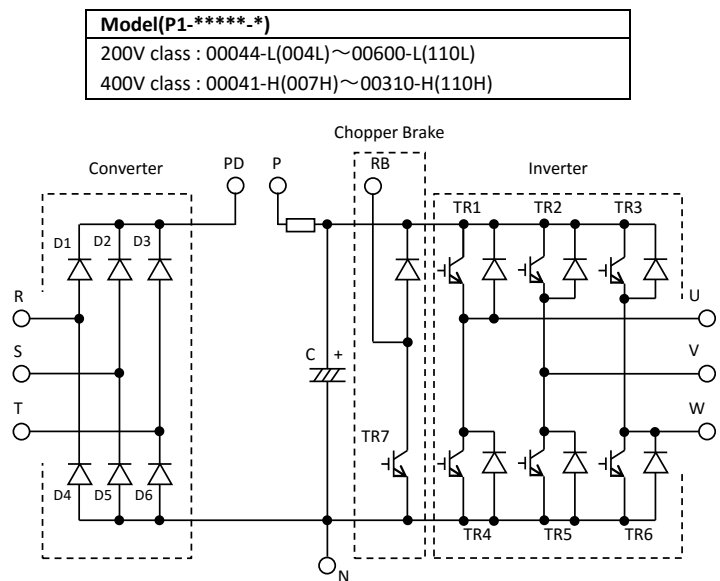 Model(P1-*****-*)
200V class : 00044-L(004L)～00600-L(110L)
400V class : 00041-H(007H)～00310-H(110H)
Chopper Brake
Converter
PD
P
RB
Inverter
TR1
TR2
TR3
D1
D2
D3
R
U
S
C
+
V
T
W
TR7
D4
D5
D6
TR4
TR5
TR6
N